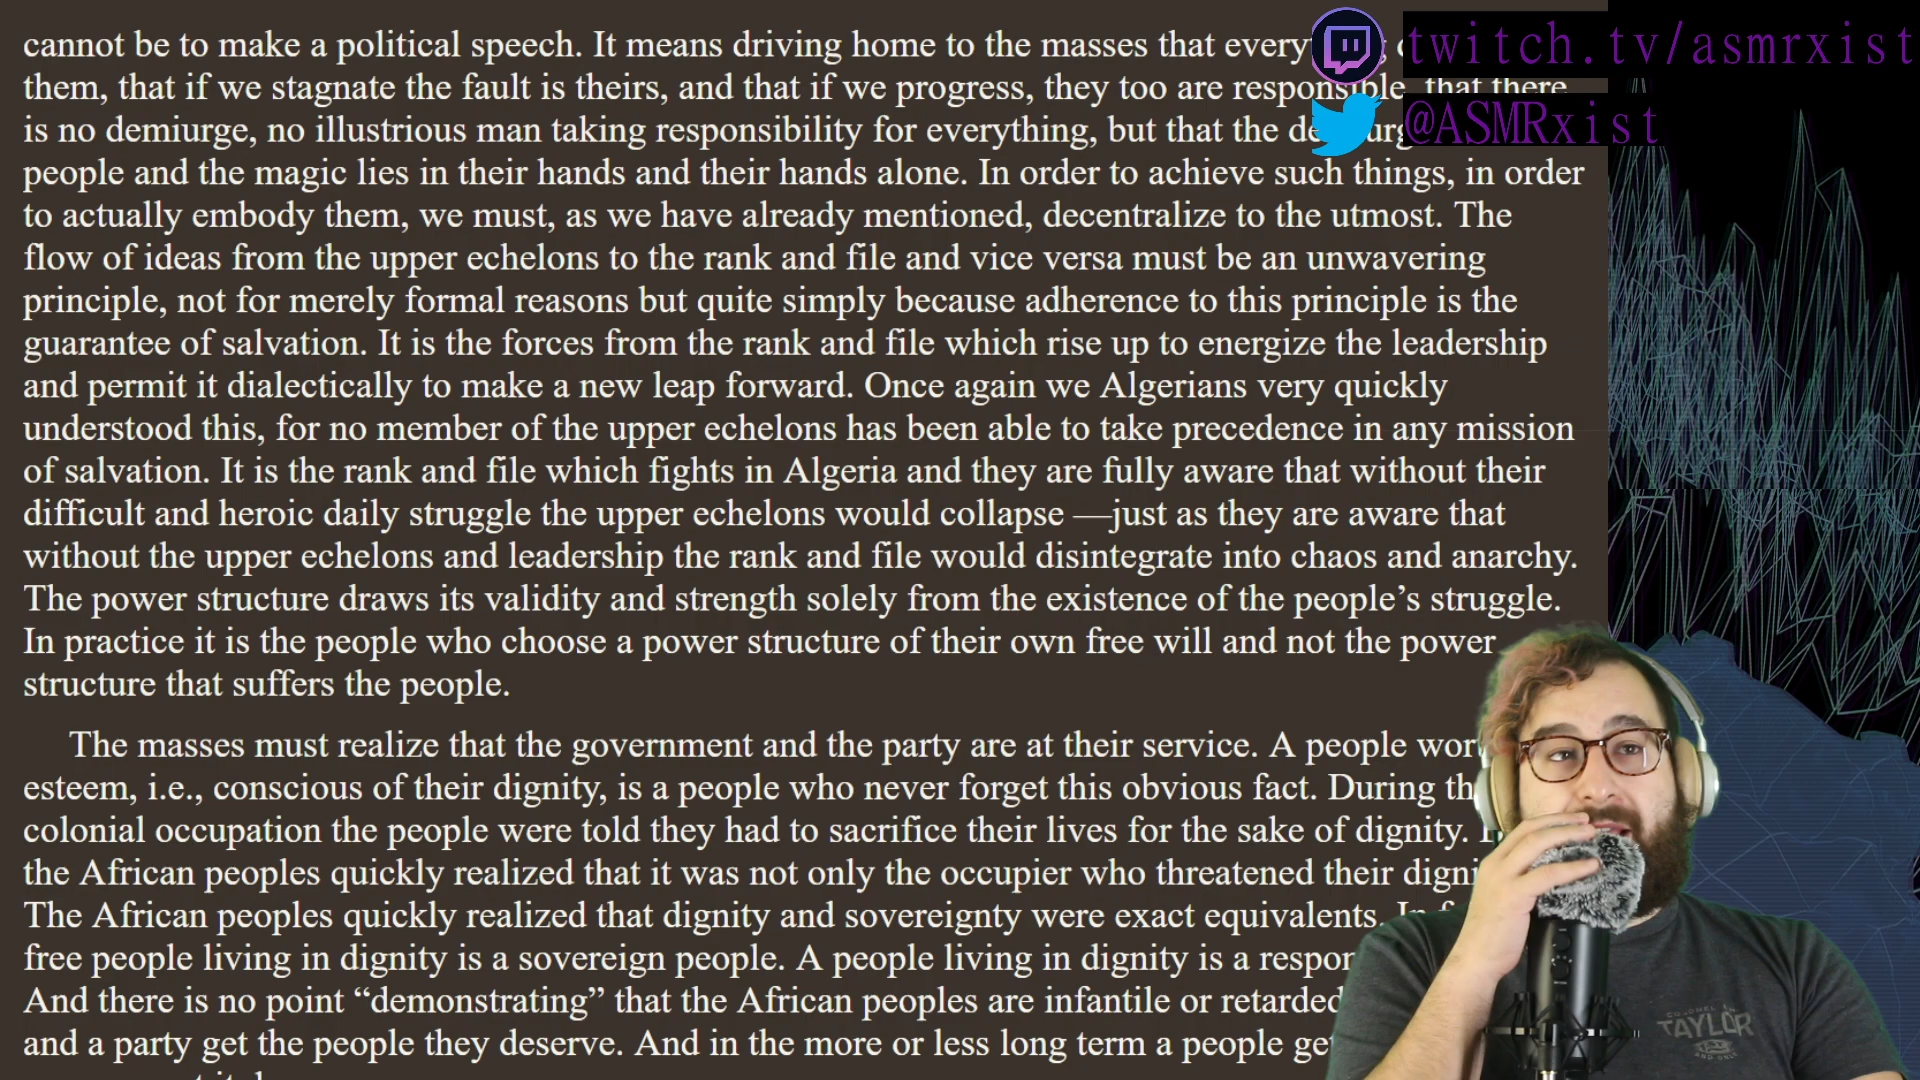 cannot be to make a political speech. It means driving home to the masses that every
them, that if we stagnate the fault is theirs, and that if we progress, they too are responsible, that there
is no demiurge, no illustrious man taking responsibility for everything, but that the
people and the magic lies in their hands and their hands alone. In order to achieve such things, in order
to actually embody them, we must, as we have already mentioned, decentralize to the utmost. The
flow of ideas from the upper echelons to the rank and file and vice versa must be an unwavering
principle, not for merely formal reasons but quite simply because adherence to this principle is the
guarantee of salvation. It is the forces from the rank and file which rise up to energize the leadership
and permit it dialectically to make a new leap forward. Once again we Algerians very quickly
understood this, for no member of the upper echelons has been able to take precedence in any mission
of salvation. It is the rank and file which fights in Algeria and they are fully aware that without their
difficult and heroic daily struggle the upper echelons would collapse —just as they are aware that
without the upper echelons and leadership the rank and file would disintegrate into chaos and anarchy.
The power structure draws its validity and strength solely from the existence of the people’s struggle.
In practice it is the people who choose a power structure of their own free will and not the power
structure that suffers the people.
The masses must realize that the government and the party are at their service. A people
esteem, i.e., conscious of their dignity, is a people who never forget this obvious fact. During
colonial occupation the people were told they had to sacrifice their lives for the sake of dignity.
the African peoples quickly realized that it was not only the occupier who threatened their
The African peoples quickly realized that dignity and sovereignty were exact equivalents. In
free people living in dignity is a sovereign people. A people living in dignity is a
And there is no point “demonstrating” that the African peoples are infantile or retarded
and a party get the people they deserve. And in the more or less long term a people
twitch.tv/asmrxist
@ASMRxist
TAYLOR
AND ONLY